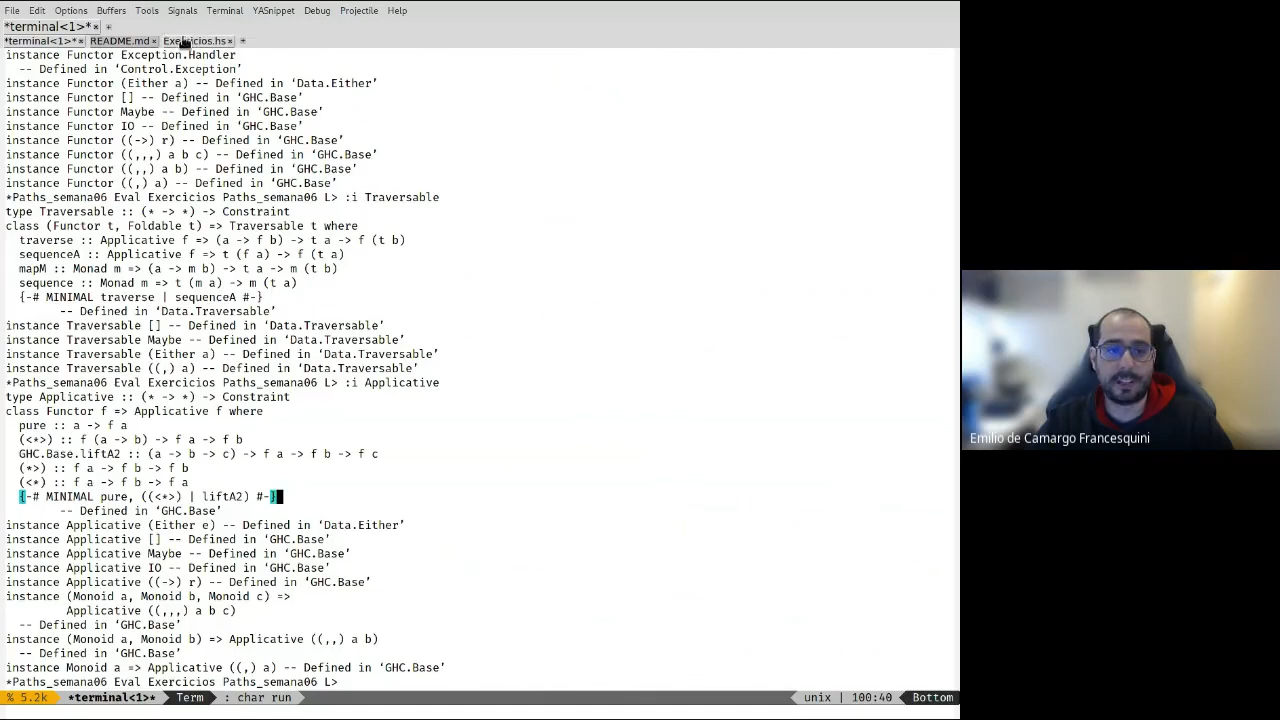 File Edit Options Buffers Tools Signals Terminal YASnippet Debug Projectile Help
*terminal<1>*× +
*terminal<1>*× README.md× Exercicios.hs× +
instance Functor Exception.Handler
  -- Defined in ‘Control.Exception’
instance Functor (Either a) -- Defined in ‘Data.Either’
instance Functor [] -- Defined in ‘GHC.Base’
instance Functor Maybe -- Defined in ‘GHC.Base’
instance Functor IO -- Defined in ‘GHC.Base’
instance Functor ((->) r) -- Defined in ‘GHC.Base’
instance Functor ((,,,) a b c) -- Defined in ‘GHC.Base’
instance Functor ((,,) a b) -- Defined in ‘GHC.Base’
instance Functor ((,) a) -- Defined in ‘GHC.Base’
*Paths_semana06 Eval Exercicios Paths_semana06 L> :i Traversable
type Traversable :: (* -> *) -> Constraint
class (Functor t, Foldable t) => Traversable t where
  traverse :: Applicative f => (a -> f b) -> t a -> f (t b)
  sequenceA :: Applicative f => t (f a) -> f (t a)
  mapM :: Monad m => (a -> m b) -> t a -> m (t b)
  sequence :: Monad m => t (m a) -> m (t a)
  {-# MINIMAL traverse | sequenceA #-}
        -- Defined in ‘Data.Traversable’
instance Traversable [] -- Defined in ‘Data.Traversable’
instance Traversable Maybe -- Defined in ‘Data.Traversable’
instance Traversable (Either a) -- Defined in ‘Data.Traversable’
instance Traversable ((,) a) -- Defined in ‘Data.Traversable’
*Paths_semana06 Eval Exercicios Paths_semana06 L> :i Applicative
type Applicative :: (* -> *) -> Constraint
class Functor f => Applicative f where
  pure :: a -> f a
  (<*>) :: f (a -> b) -> f a -> f b
  GHC.Base.liftA2 :: (a -> b -> c) -> f a -> f b -> f c
  (*>) :: f a -> f b -> f b
  (<*) :: f a -> f b -> f a
  {-# MINIMAL pure, ((<*>) | liftA2) #-}
        -- Defined in ‘GHC.Base’
instance Applicative (Either e) -- Defined in ‘Data.Either’
instance Applicative [] -- Defined in ‘GHC.Base’
instance Applicative Maybe -- Defined in ‘GHC.Base’
instance Applicative IO -- Defined in ‘GHC.Base’
instance Applicative ((->) r) -- Defined in ‘GHC.Base’
instance (Monoid a, Monoid b, Monoid c) =>
         Applicative ((,,,) a b c)
  -- Defined in ‘GHC.Base’
instance (Monoid a, Monoid b) => Applicative ((,,) a b)
  -- Defined in ‘GHC.Base’
instance Monoid a => Applicative ((,) a) -- Defined in ‘GHC.Base’
*Paths_semana06 Eval Exercicios Paths_semana06 L>
% 5.2k *terminal<1>* Term : char run unix | 100:40 Bottom
Emilio de Camargo Francesquini